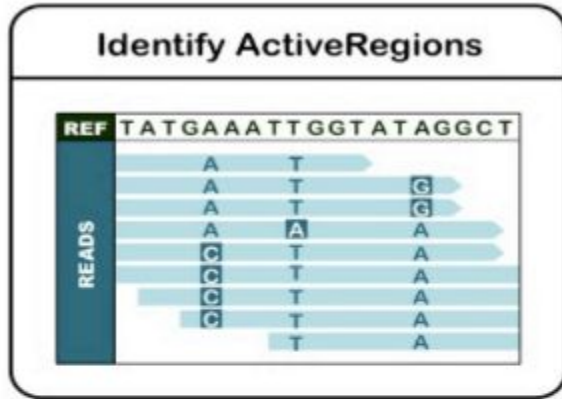 Identify ActiveRegions
REF TATGAAATTGGTATAGGCT
READS
A T
A T G
A T G
A A A
C T A
C T A
C T A
C T A
T A